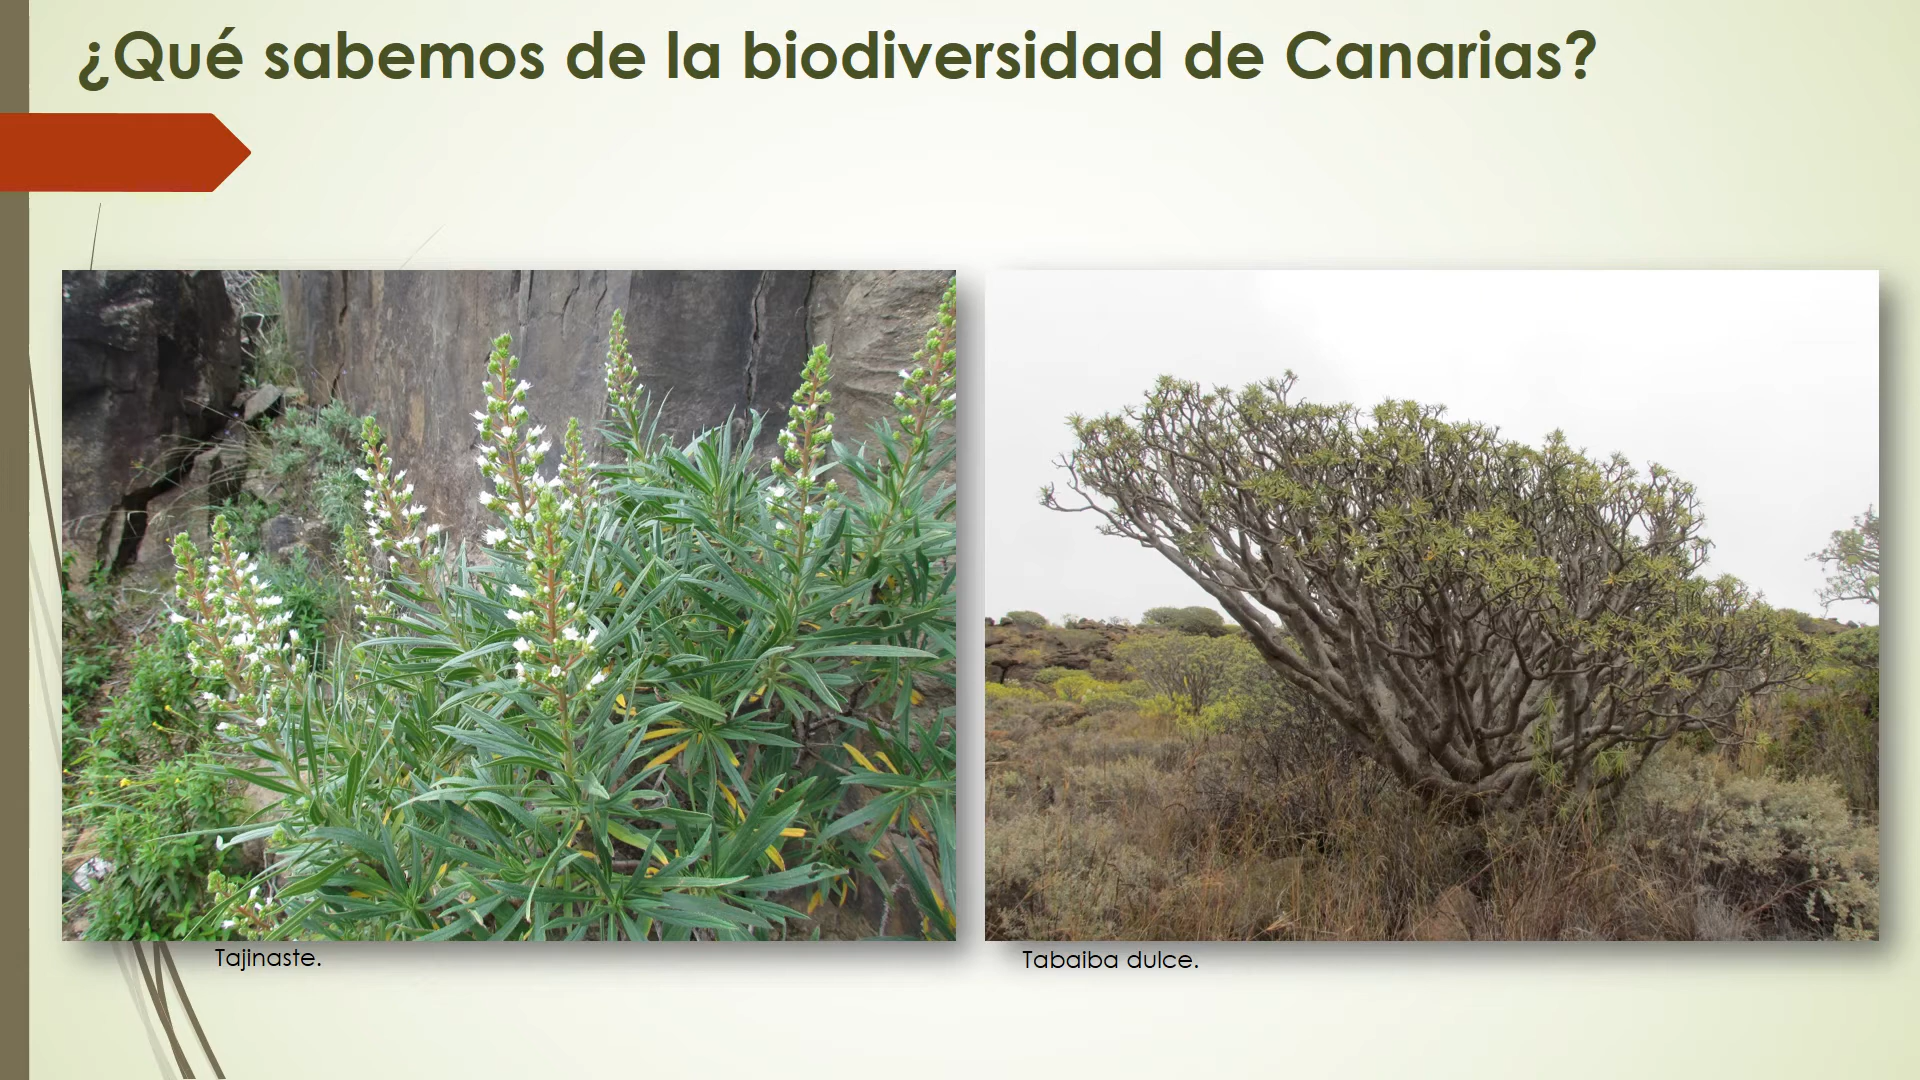 ¿Qué sabemos de la biodiversidad de Canarias?
Tajinaste.
Tabaiba dulce.